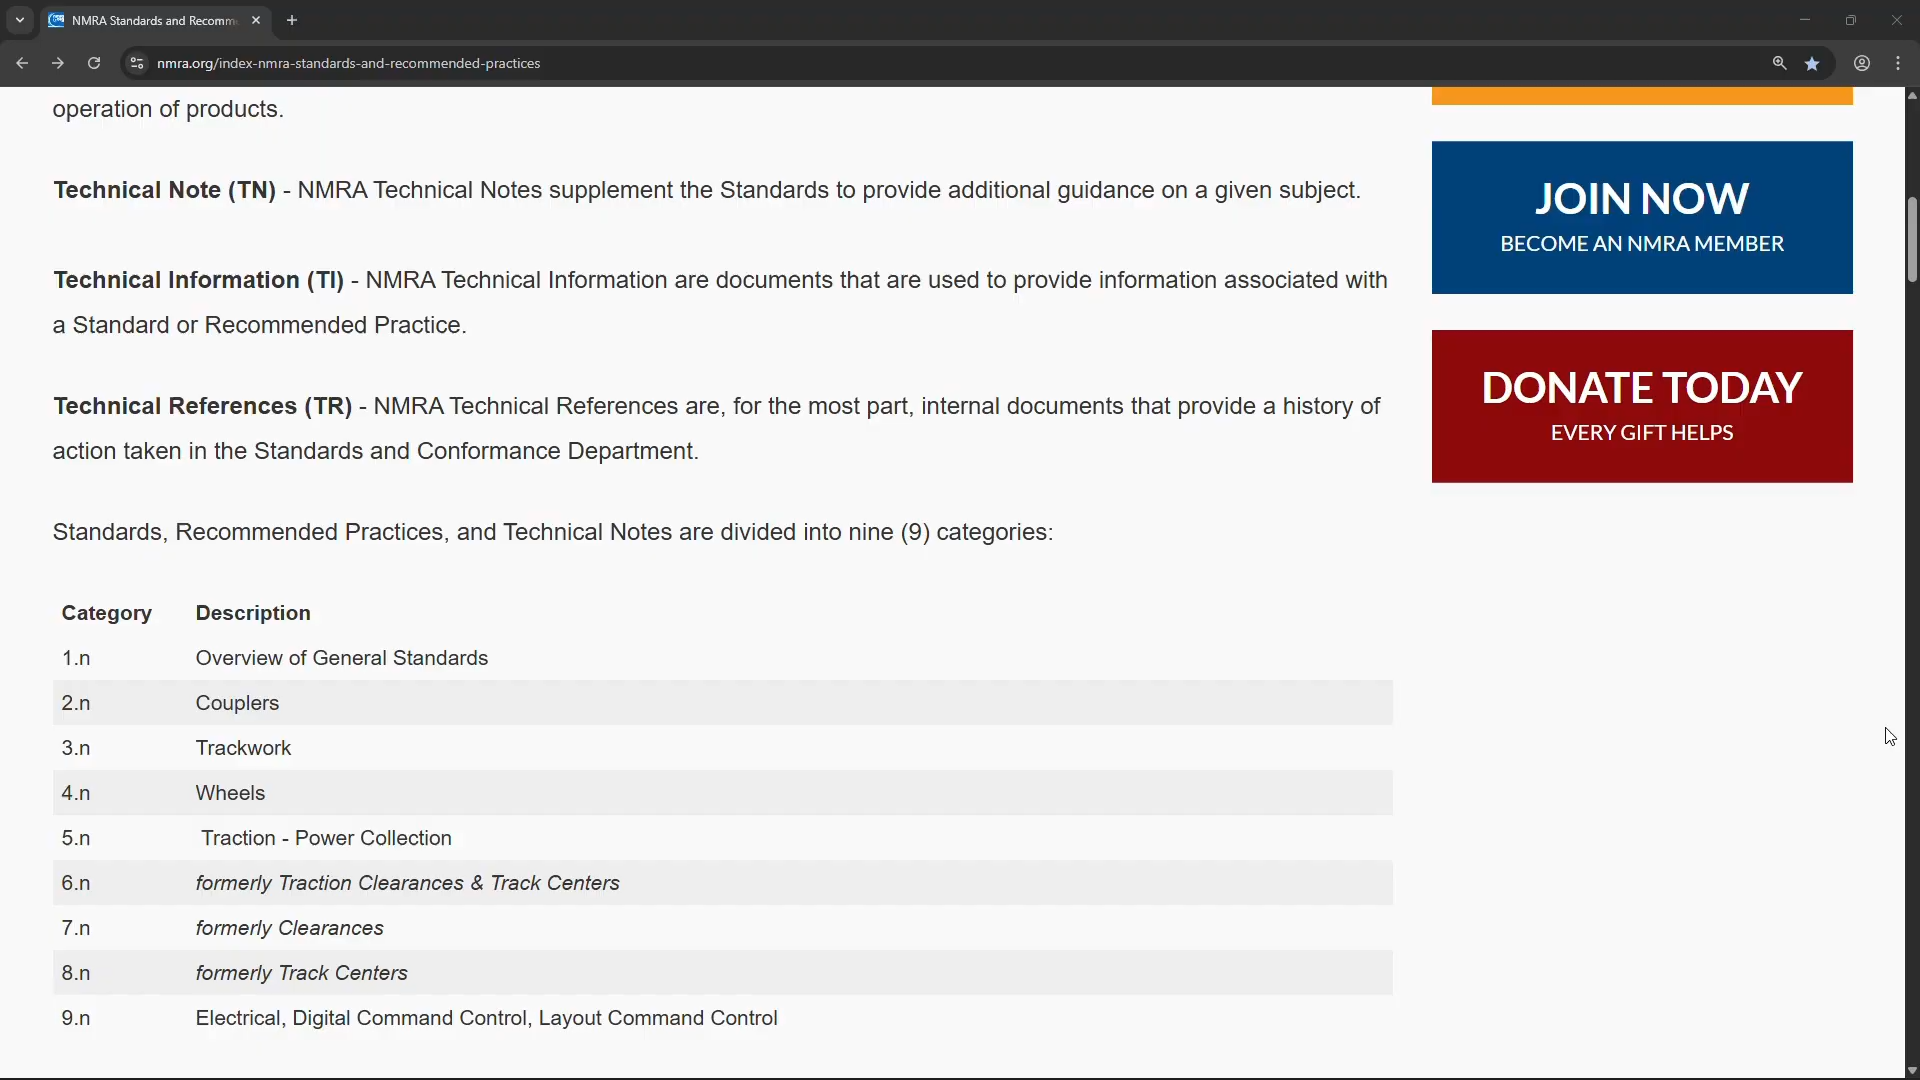 NMRA Standards and Recomm
nmra.org/index-nmra-standards-and-recommended-practices
operation of products.
Technical Note (TN) - NMRA Technical Notes supplement the Standards to provide additional guidance on a given subject.
Technical Information (TI) - NMRA Technical Information are documents that are used to provide information associated with
a Standard or Recommended Practice.
Technical References (TR) - NMRA Technical References are, for the most part, internal documents that provide a history of
action taken in the Standards and Conformance Department.
Standards, Recommended Practices, and Technical Notes are divided into nine (9) categories:
Category Description
1.n Overview of General Standards
2.n Couplers
3.n Trackwork
4.n Wheels
5.n Traction - Power Collection
6.n formerly Traction Clearances & Track Centers
7.n formerly Clearances
8.n formerly Track Centers
9.n Electrical, Digital Command Control, Layout Command Control
JOIN NOW
BECOME AN NMRA MEMBER
DONATE TODAY
EVERY GIFT HELPS